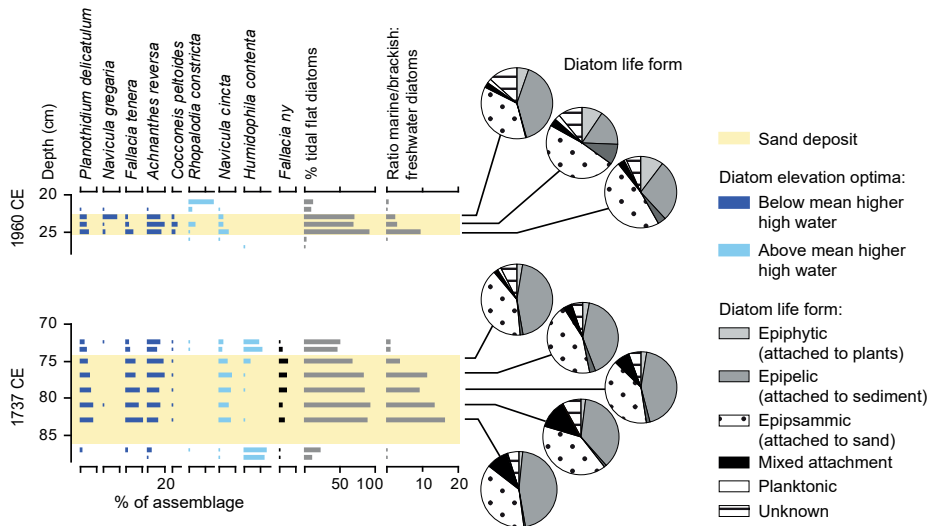 Planothidium delicatulum
Navicula gregaria
Fallacia tenera
Achnanthes reversa
Cocconeis peltoides
Rhopalodia constricta
Navicula cincta
Humidophila contenta
Fallacia ny
% tidal flat diatoms
Ratio marine/brackish:
freshwater diatoms
Diatom life form
Depth (cm)
1960 CE
20
25
1737 CE
70
75
80
85
20
50 100
10 20
% of assemblage
Sand deposit
Diatom elevation optima:
Below mean higher
high water
Above mean higher
high water
Diatom life form:
Epiphytic
(attached to plants)
Epipelic
(attached to sediment)
Epipsammic
(attached to sand)
Mixed attachment
Planktonic
Unknown